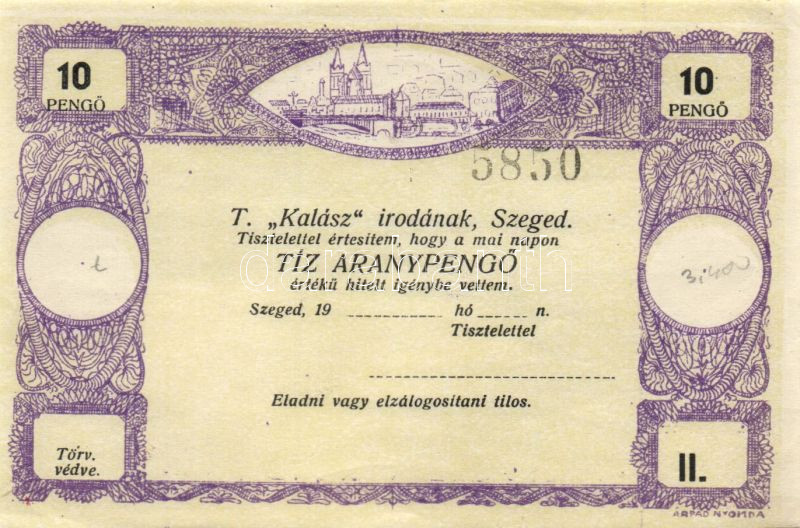 10
PENGŐ
10
PENGŐ
5850
T. „Kalász" irodának, Szeged.
Tisztelettel értesitem, hogy a mai napon
TÍZ ARANYPENGŐ
értékű hitelt igénybe vettem.
Szeged, 19 hó n.
Tisztelettel
Eladni vagy elzálogositani tilos.
Törv.
védve.
II.
ÁRPÁD NYOMDA